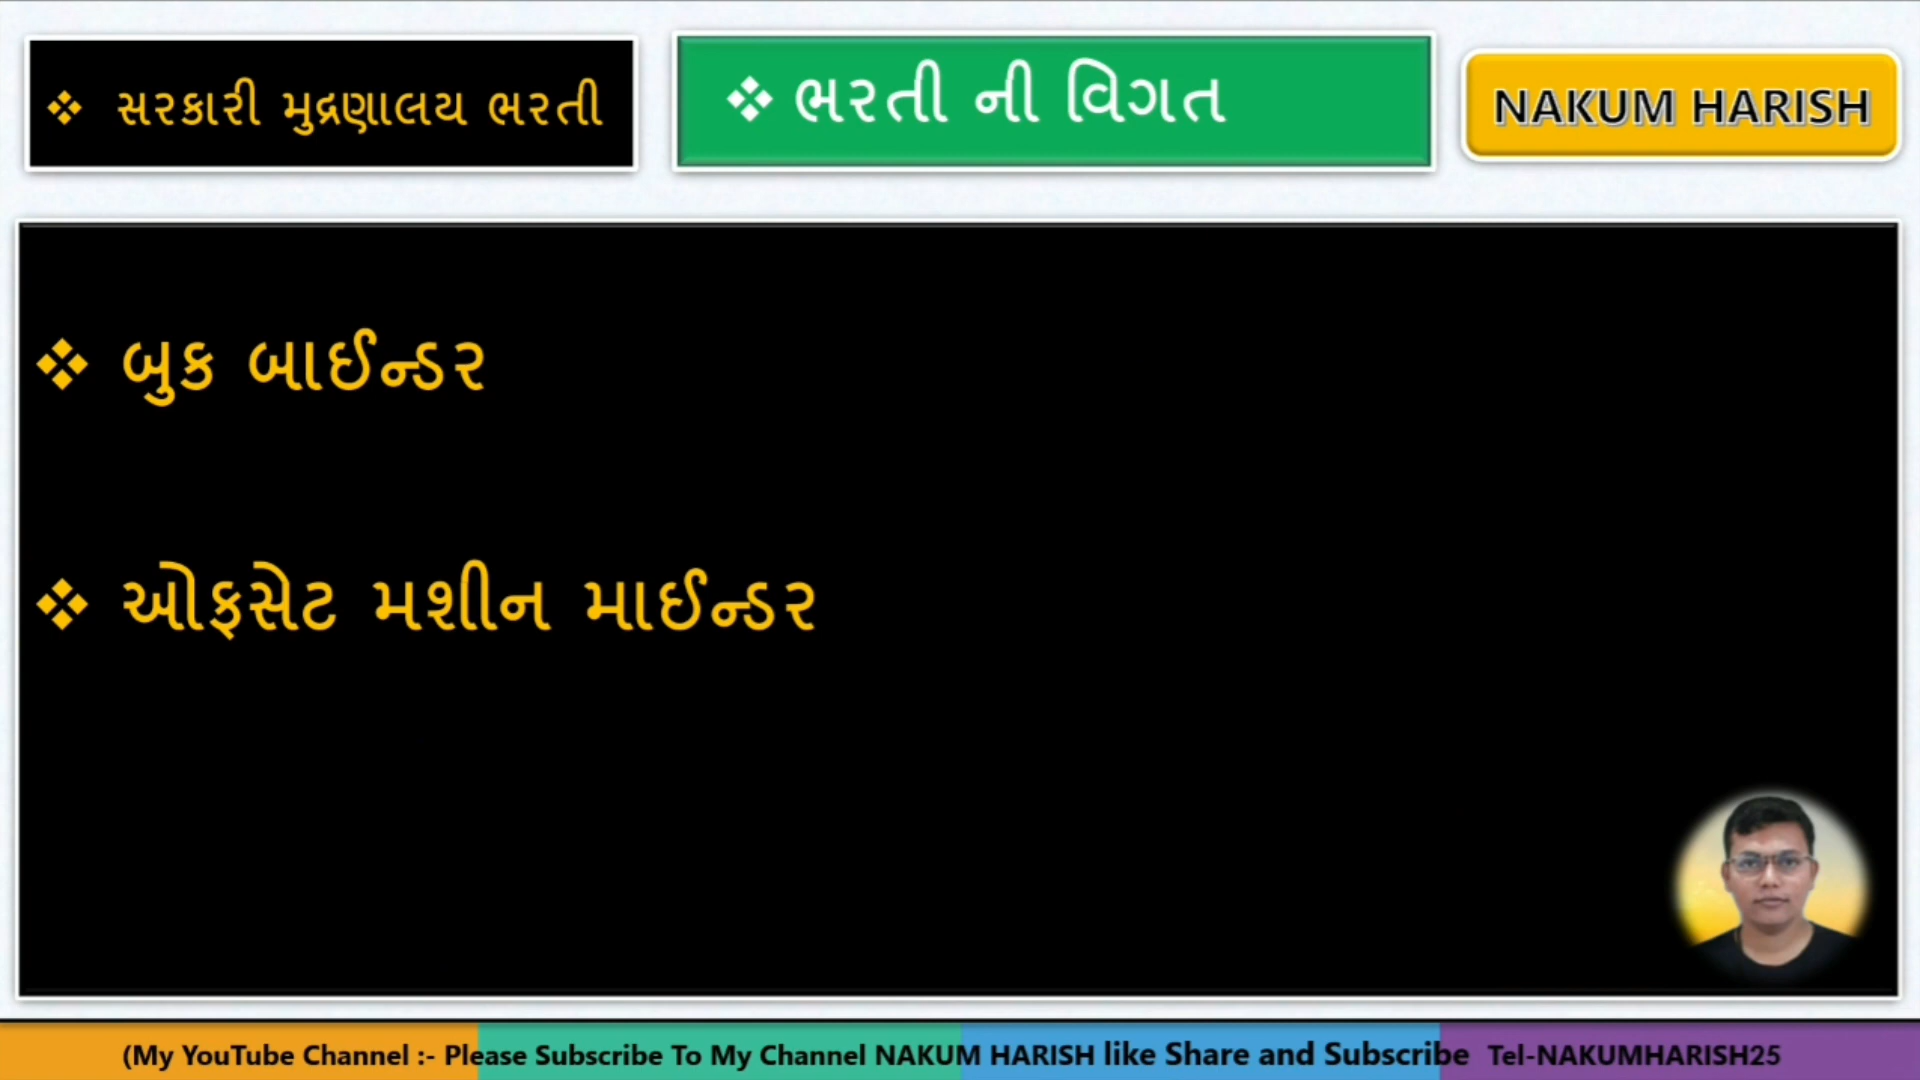 ❖ સરકારી મુદ્રણાલય ભરતી
❖ ભરતી ની વિગત
NAKUM HARISH
❖ બુક બાઈન્ડર
❖ ઓફસેટ મશીન માઈન્ડર
(My YouTube Channel :- Please Subscribe To My Channel NAKUM HARISH like Share and Subscribe Tel-NAKUMHARISH25